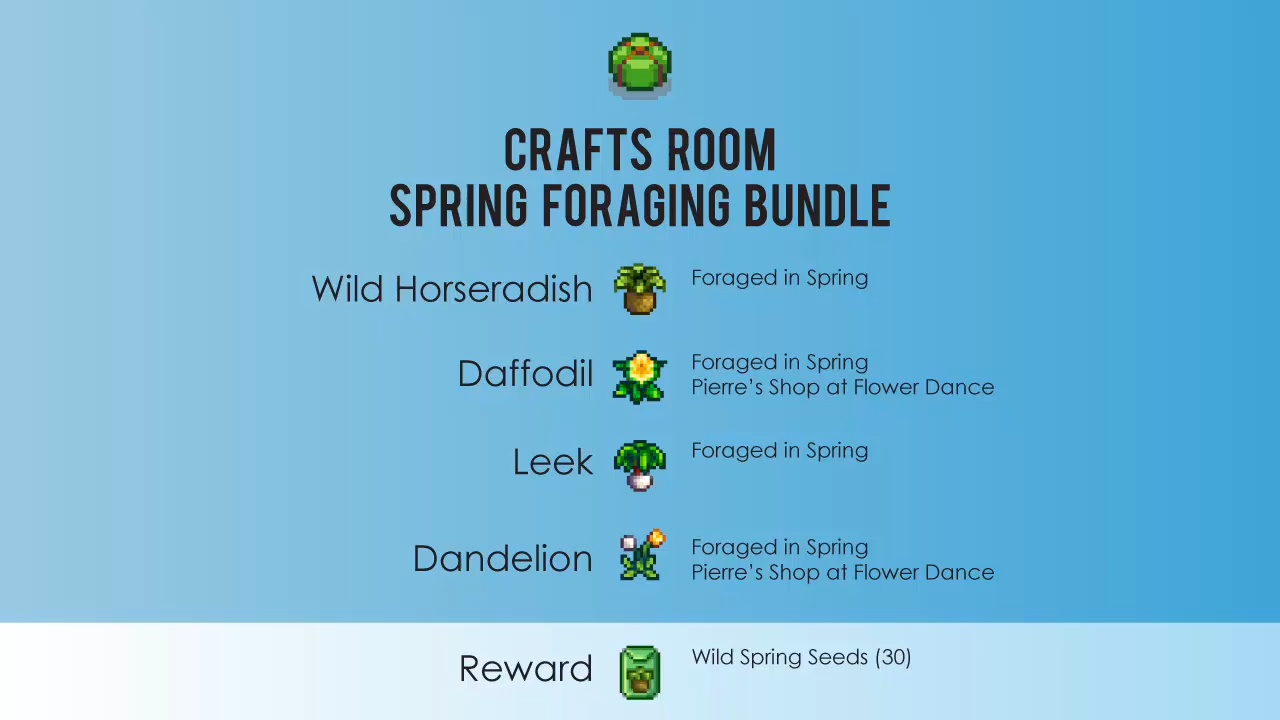 CRAFTS ROOM
SPRING FORAGING BUNDLE
Wild Horseradish
Foraged in Spring
Daffodil
Foraged in Spring
Pierre's Shop at Flower Dance
Leek
Foraged in Spring
Dandelion
Foraged in Spring
Pierre's Shop at Flower Dance
Reward
Wild Spring Seeds (30)